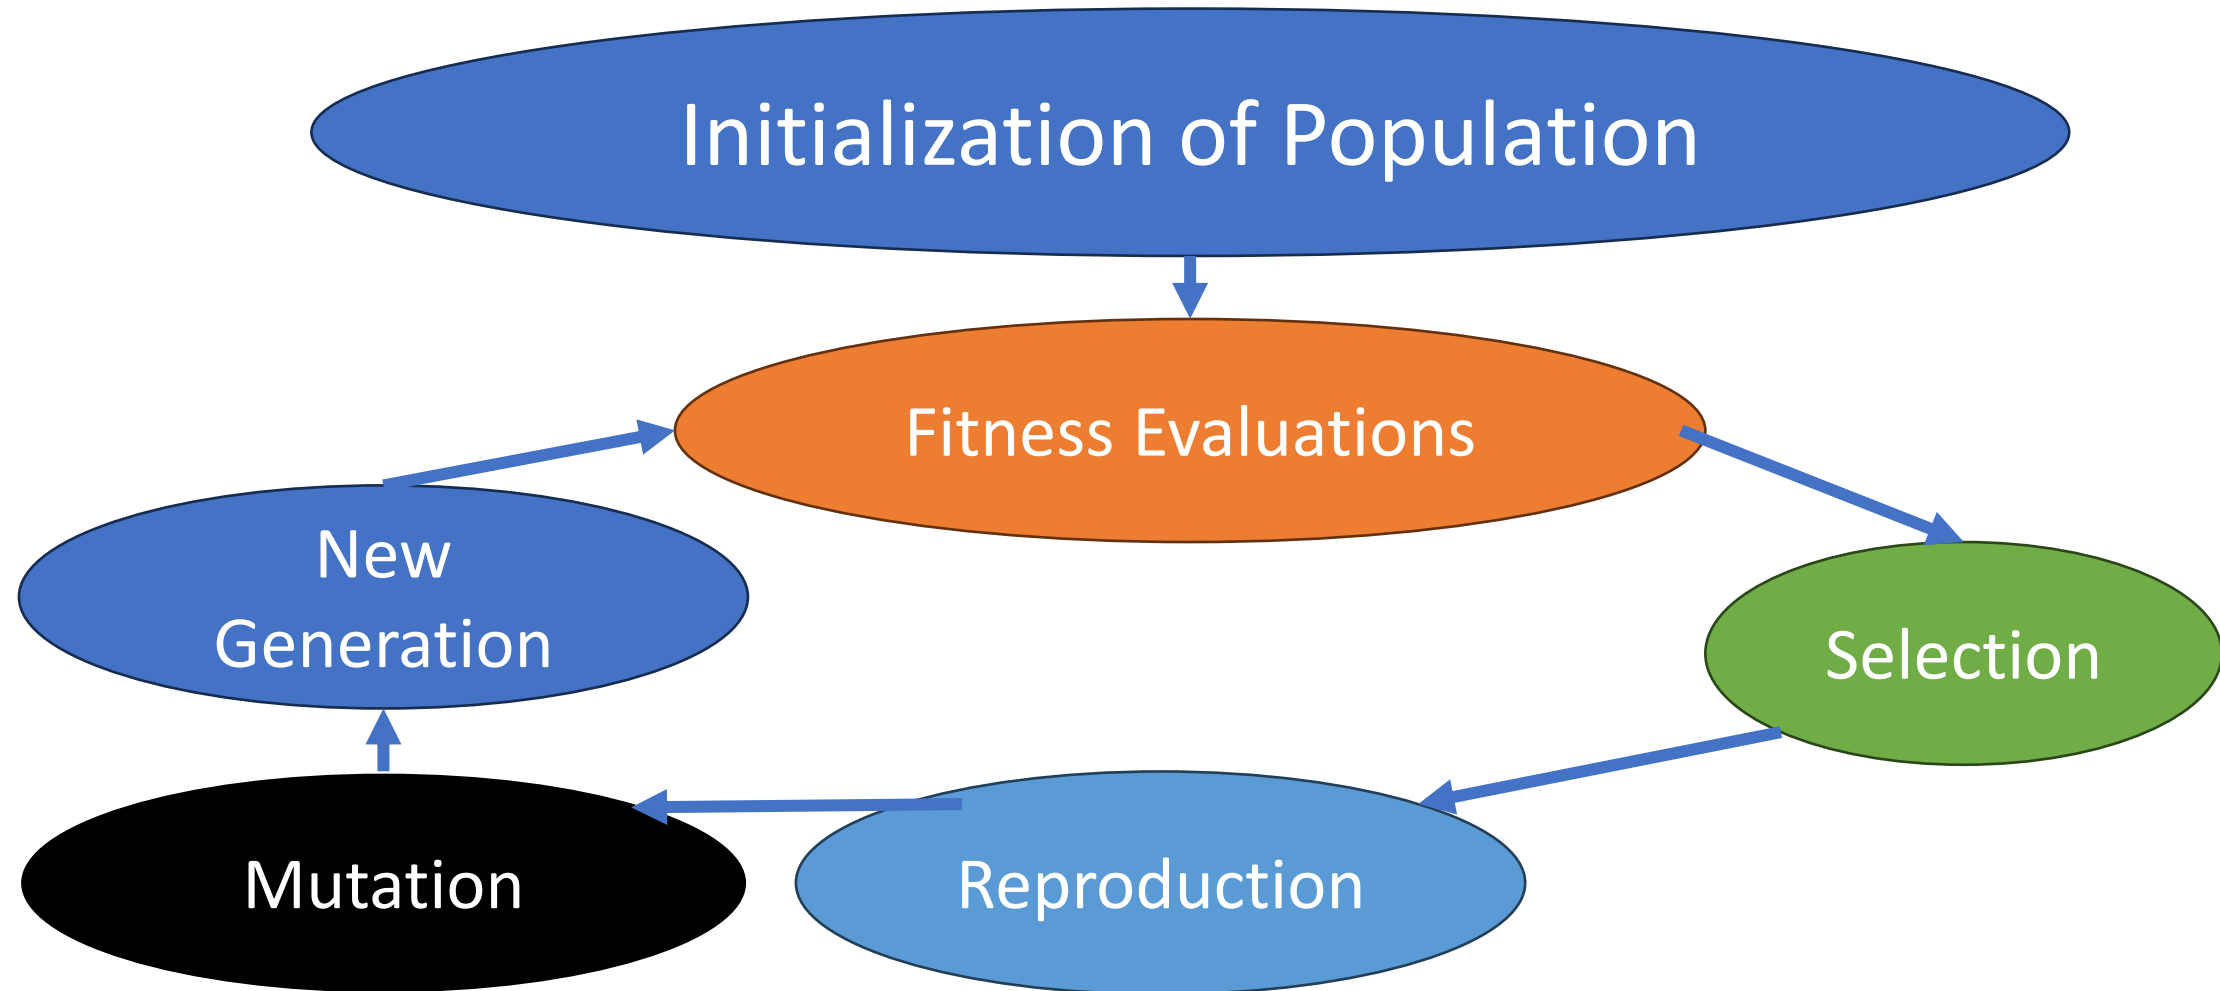 Initialization of Population
Fitness Evaluations
New
Generation
Selection
Mutation
Reproduction